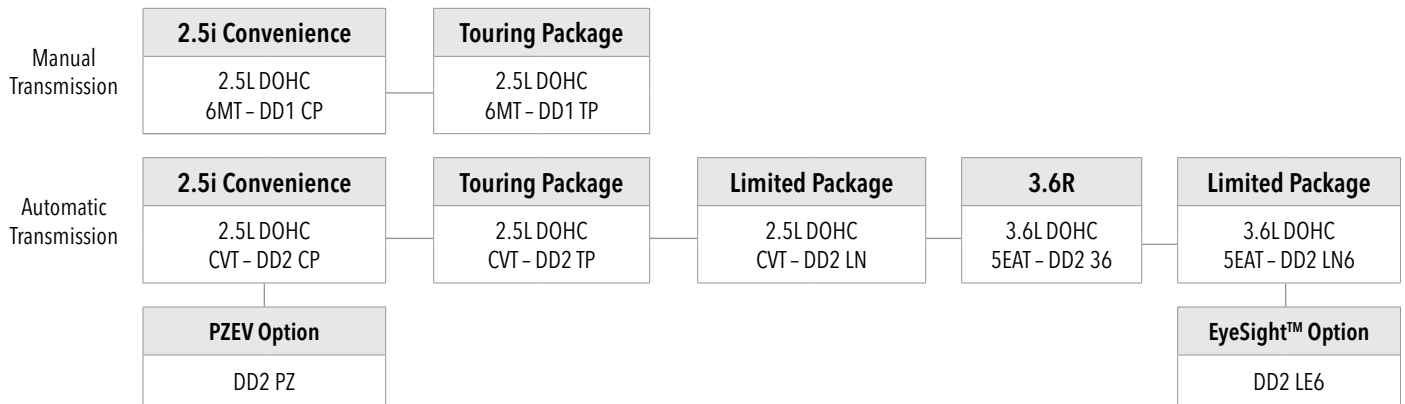 Manual
Transmission
2.5i Convenience
2.5L DOHC
6MT – DD1 CP
Touring Package
2.5L DOHC
6MT – DD1 TP
Automatic
Transmission
2.5i Convenience
2.5L DOHC
CVT – DD2 CP
Touring Package
2.5L DOHC
CVT – DD2 TP
Limited Package
2.5L DOHC
CVT – DD2 LN
3.6R
3.6L DOHC
5EAT – DD2 36
Limited Package
3.6L DOHC
5EAT – DD2 LN6
PZEV Option
DD2 PZ
EyeSight™ Option
DD2 LE6